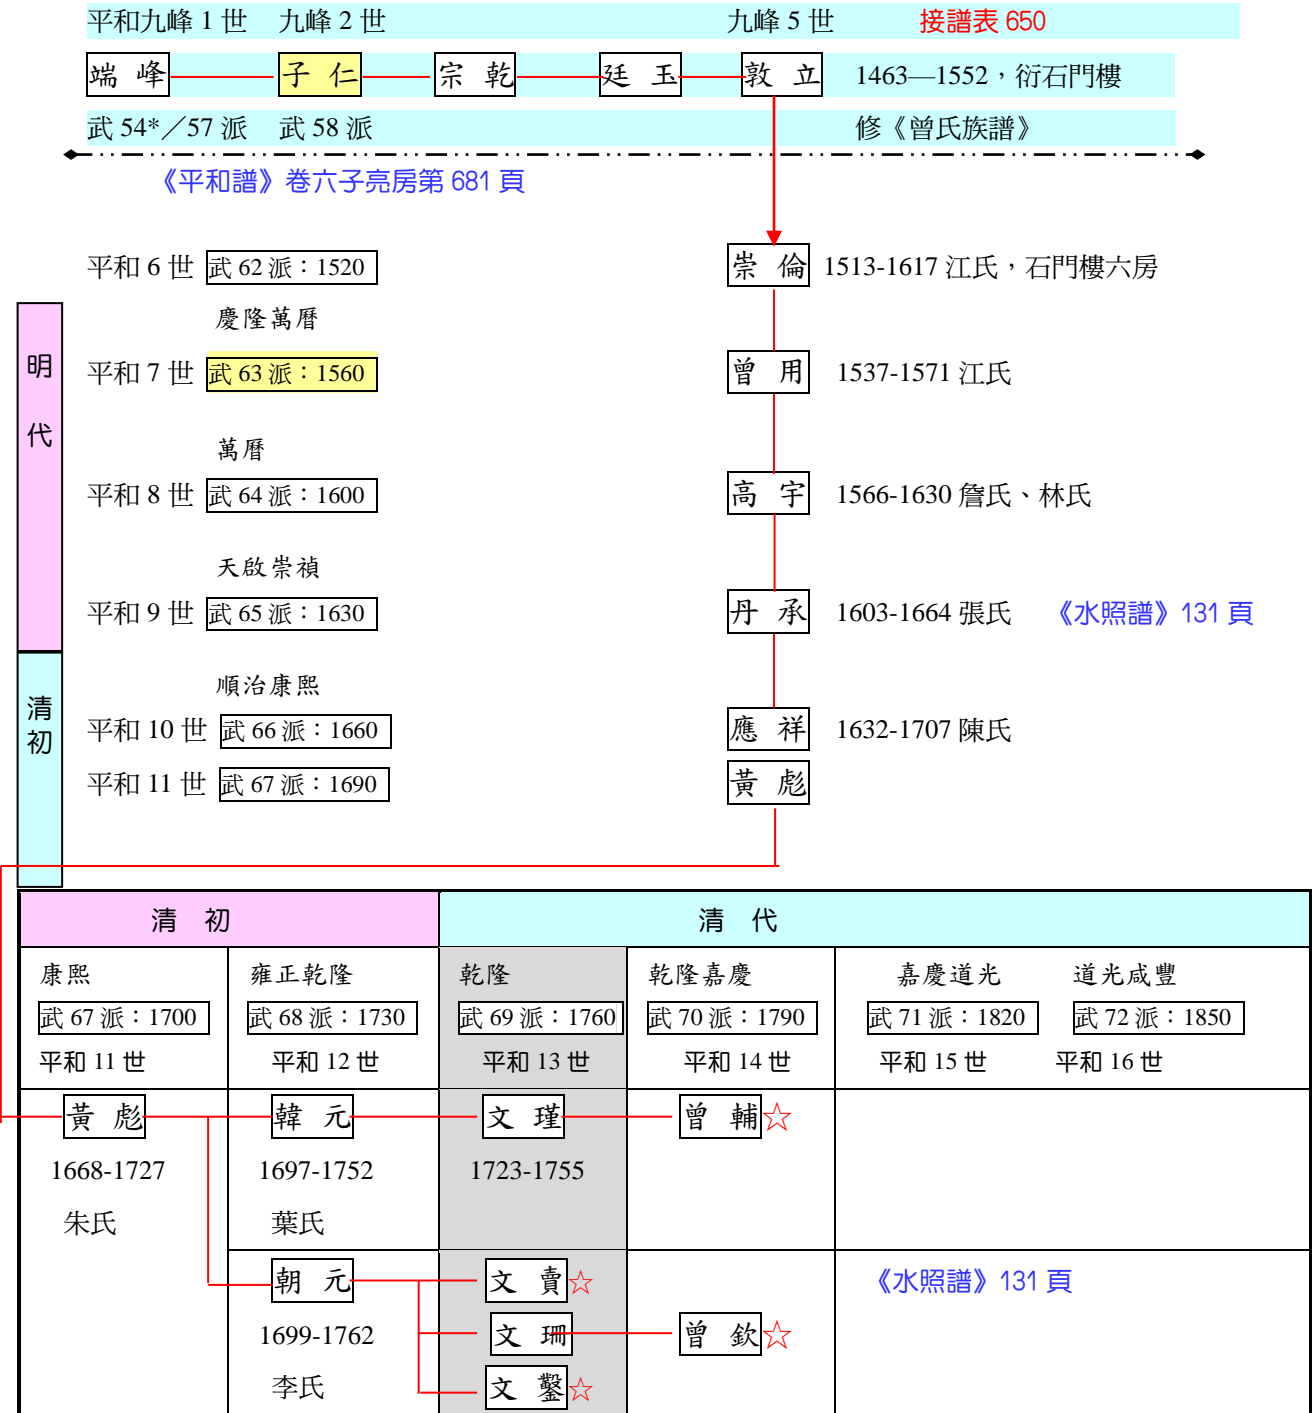 平和九峰 1 世 九峰 2 世 九峰 5 世 接譜表 650
端 峰 子 仁 宗 乾 廷 玉 敦 立 1463—1552，衍石門樓
武 54*／57 派 武 58 派 修《曾氏族譜》
《平和譜》卷六子亮房第 681 頁
平和 6 世 武 62 派：1520 崇 倫 1513-1617 江氏，石門樓六房
慶隆萬曆
明代
平和 7 世 武 63 派：1560 曾 用 1537-1571 江氏
萬曆
平和 8 世 武 64 派：1600 高 宇 1566-1630 詹氏、林氏
天啟崇禎
平和 9 世 武 65 派：1630 丹 承 1603-1664 張氏 《水照譜》131 頁
順治康熙
清初
平和 10 世 武 66 派：1660 應 祥 1632-1707 陳氏
平和 11 世 武 67 派：1690 黃 彪
清 初 清 代
康熙 雍正乾隆 乾隆 乾隆嘉慶 嘉慶道光 道光咸豐
武 67 派：1700 武 68 派：1730 武 69 派：1760 武 70 派：1790 武 71 派：1820 武 72 派：1850
平和 11 世 平和 12 世 平和 13 世 平和 14 世 平和 15 世 平和 16 世
黃 彪 韓 元 文 瑾 曾 輔☆
1668-1727 1697-1752 1723-1755
朱氏 葉氏
朝 元 文 賣☆ 《水照譜》131 頁
1699-1762 文 珊 曾 欽☆
李氏 文 鑿☆